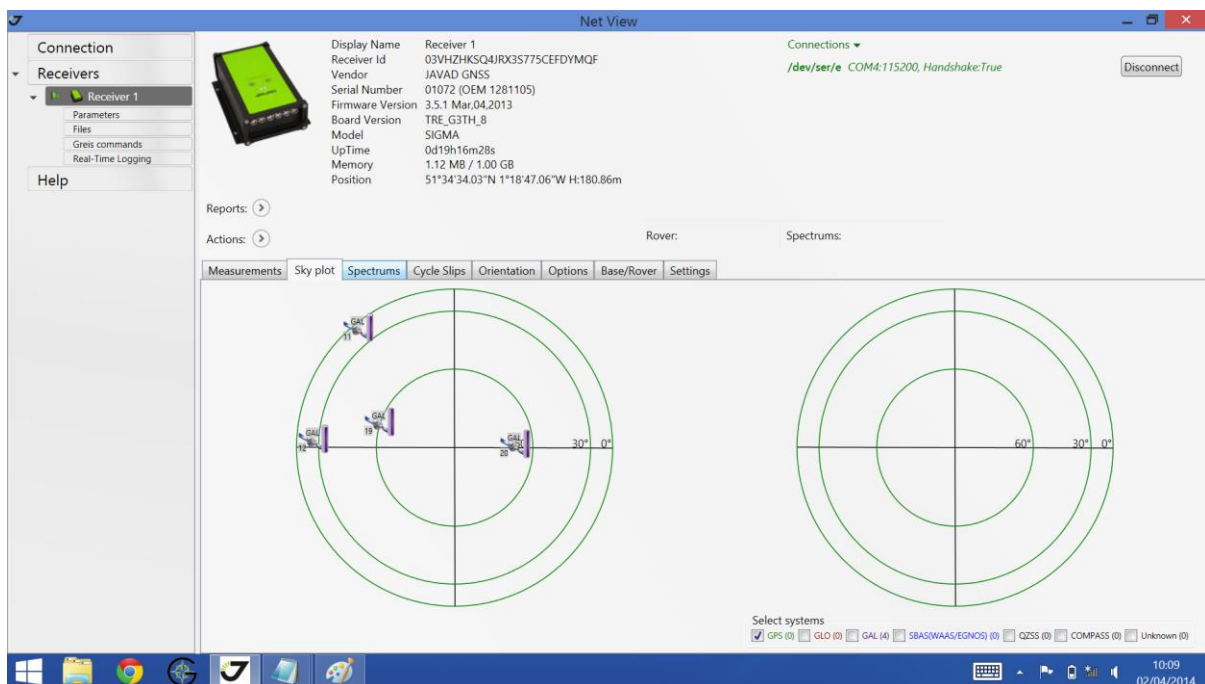 Net View
Connection
Receivers
Receiver 1
Parameters
Files
Greis commands
Real-Time Logging
Help
Display Name Receiver 1
Receiver Id 03VHZHKSQ4JRX3S775CEFDYMQF
Vendor JAVAD GNSS
Serial Number 01072 (OEM 1281105)
Firmware Version 3.5.1 Mar,04,2013
Board Version TRE_G3TH_8
Model SIGMA
UpTime 0d19h16m28s
Memory 1.12 MB / 1.00 GB
Position 51°34'34.03"N 1°18'47.06"W H:180.86m
Connections
/dev/ser/e COM4:115200, Handshake:True
Disconnect
Reports:
Actions:
Rover:
Spectrums:
Measurements Sky plot Spectrums Cycle Slips Orientation Options Base/Rover Settings
GAL
11
GAL
19
GAL
12
GAL
20
30° 0°
60° 30° 0°
Select systems
GPS (0) GLO (0) GAL (4) SBAS(WAAS/EGNOS) (0) QZSS (0) COMPASS (0) Unknown (0)
10:09
02/04/2014